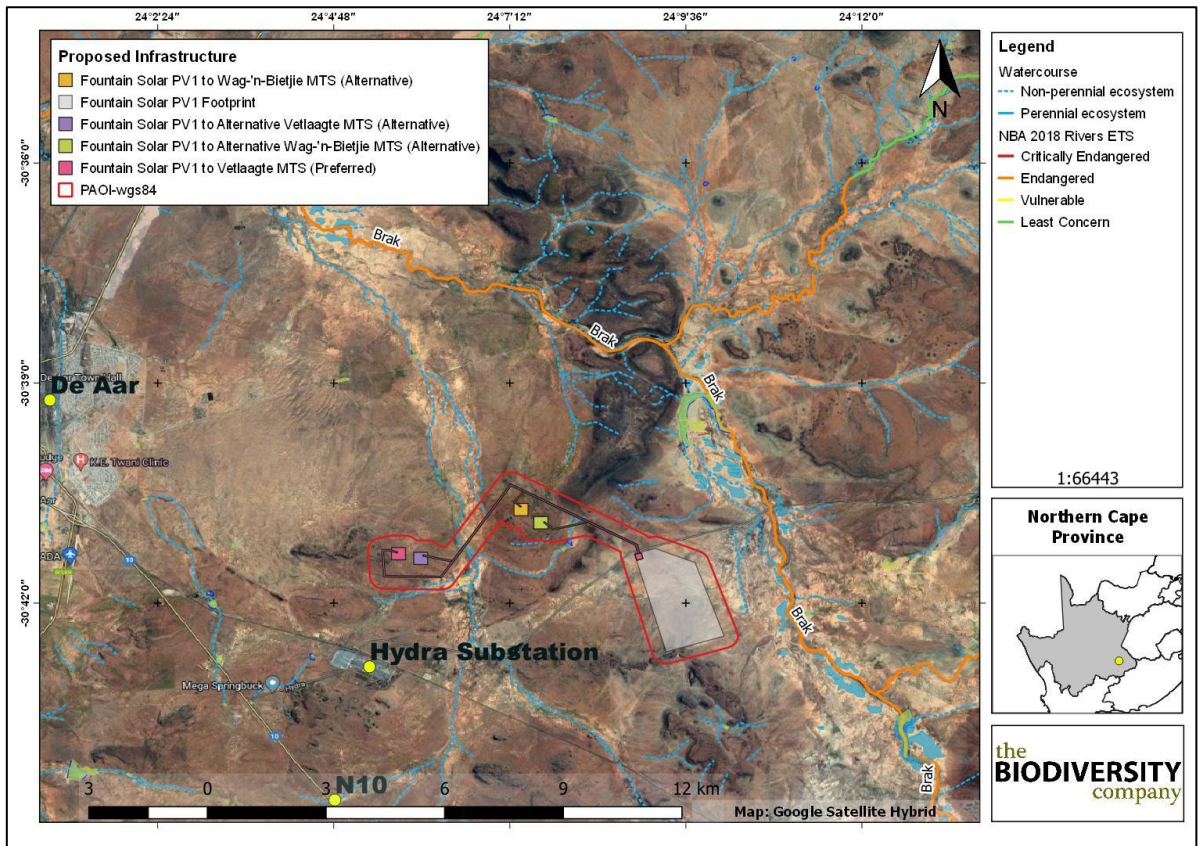 24°2'24"
24°4'48"
24°7'12"
24°9'36"
24°12'0"
Proposed Infrastructure
Fountain Solar PV1 to Wag-'n-Bietjie MTS (Alternative)
Fountain Solar PV1 Footprint
Fountain Solar PV1 to Alternative Vetlaagte MTS (Alternative)
Fountain Solar PV1 to Alternative Wag-'n-Bietjie MTS (Alternative)
Fountain Solar PV1 to Vetlaagte MTS (Preferred)
PAOI-wgs84
N
-30°36'0"
-30°39'0"
-30°42'0"
Brak
Brak
Brak
Brak
Brak
De Aar
K.E. Twani Clinic
Aar
ADA
10
Hydra Substation
Mega Springbuck
10
N10
3 0 3 6 9 12 km
Map: Google Satellite Hybrid
Legend
Watercourse
Non-perennial ecosystem
Perennial ecosystem
NBA 2018 Rivers ETS
Critically Endangered
Endangered
Vulnerable
Least Concern
1:66443
Northern Cape
Province
the
BIODIVERSITY
company